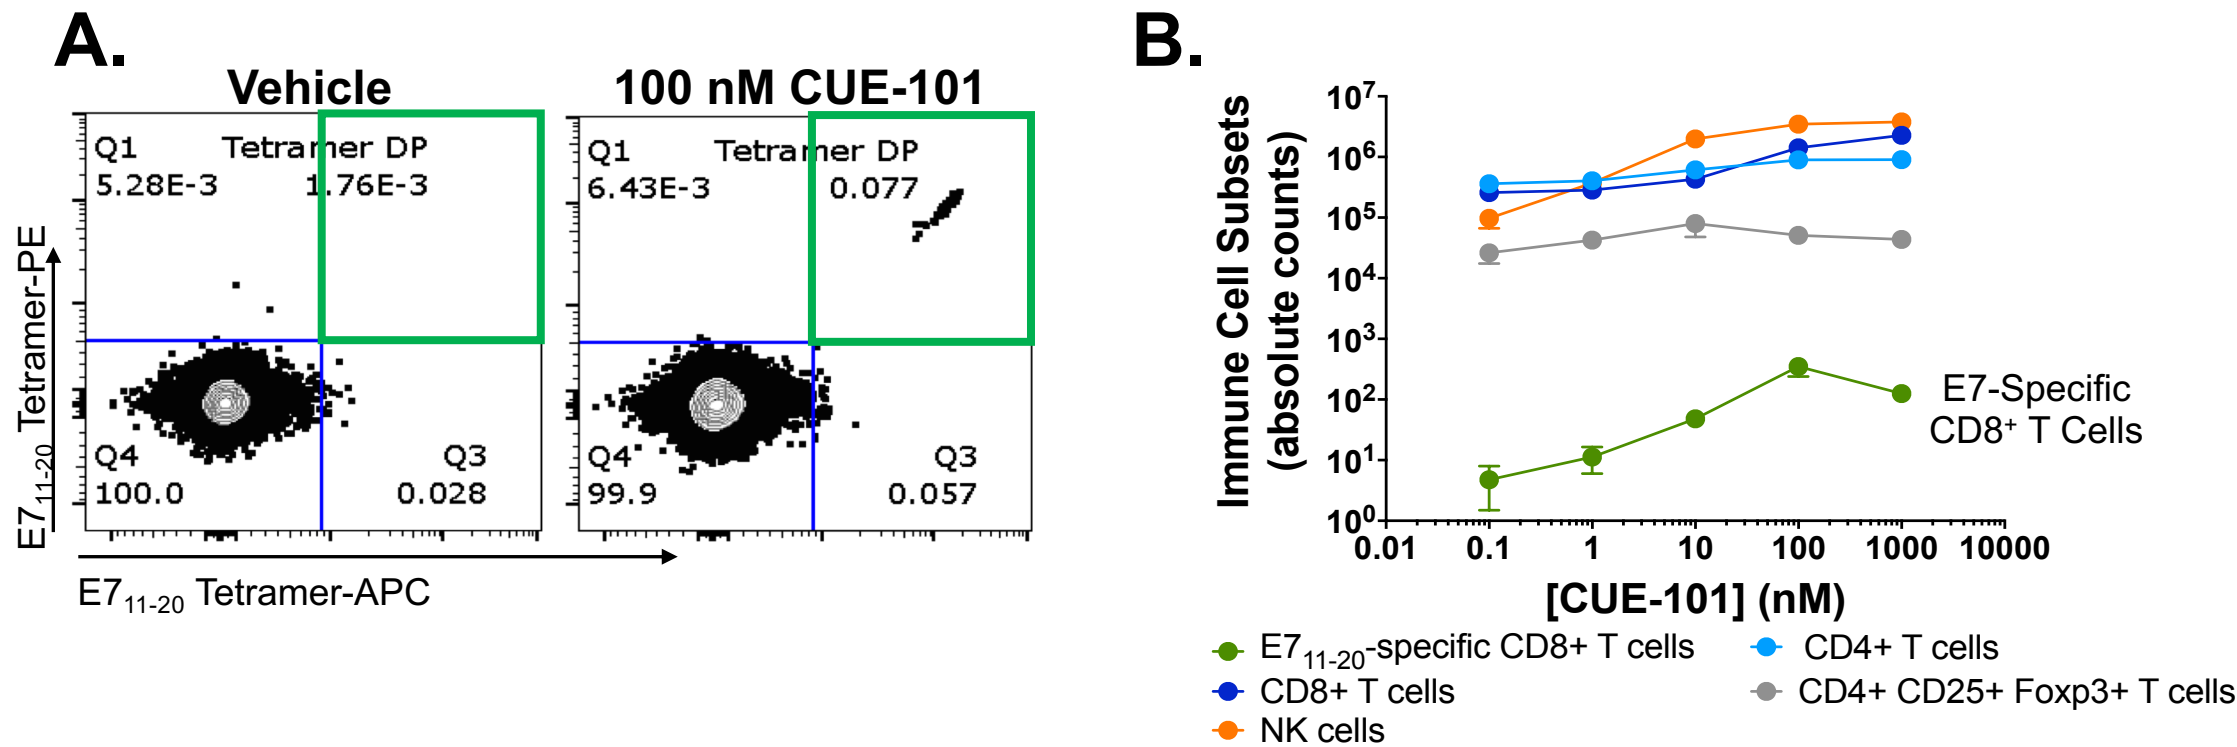 A.
Vehicle
100 nM CUE-101
Q1
5.28E-3
Tetramer DP
1.76E-3
Q4
100.0
Q3
0.028
Q1
6.43E-3
Tetramer DP
0.077
Q4
99.9
Q3
0.057
E7₁₁₋₂₀ Tetramer-PE
E7₁₁₋₂₀ Tetramer-APC
B.
Immune Cell Subsets
(absolute counts)
10⁷
10⁶
10⁵
10⁴
10³
10²
10¹
10⁰
0.01 0.1 1 10 100 1000 10000
[CUE-101] (nM)
E7-Specific
CD8⁺ T Cells
E7₁₁₋₂₀-specific CD8+ T cells
CD8+ T cells
NK cells
CD4+ T cells
CD4+ CD25+ Foxp3+ T cells